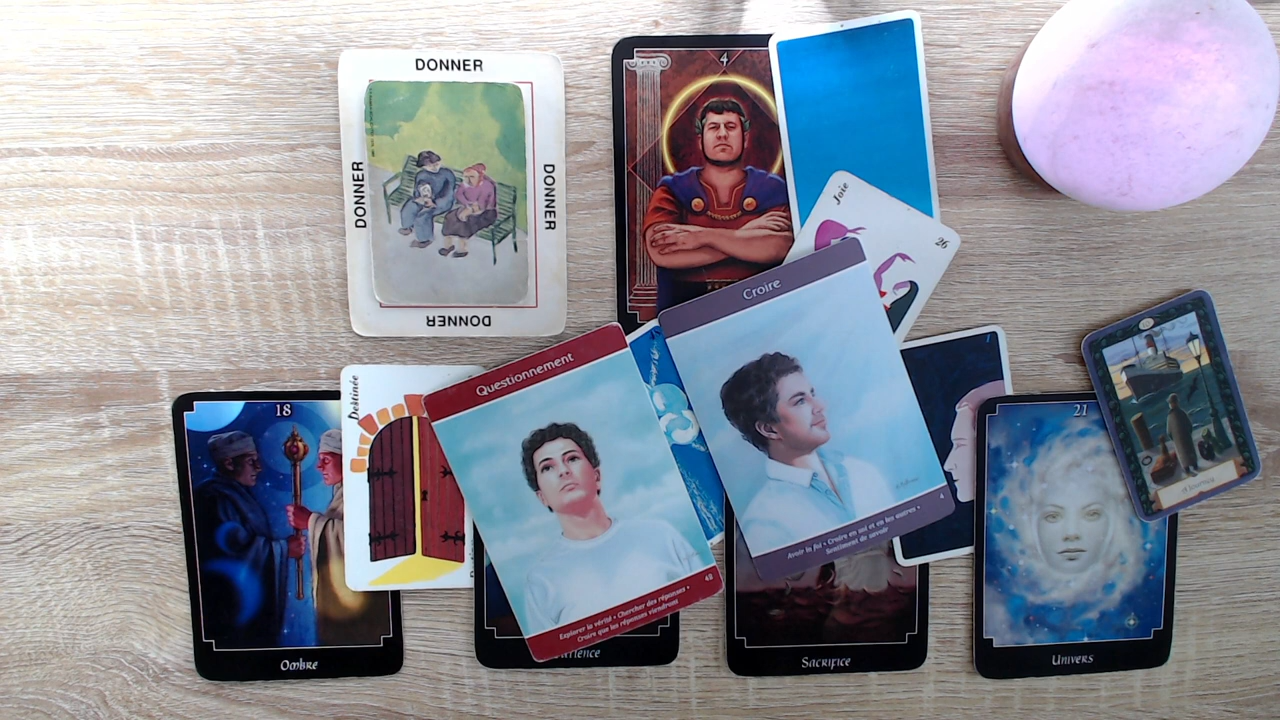 DONNER
DONNER
DONNER
DONNER
4
Joie
26
Croire
Avoir la foi • Croire en soi et en les autres •
Sentiment de savoir
4
Questionnement
Explorer la vérité • Chercher des réponses •
Croire que les réponses viendront
48
Destinée
18
Ombre
Sacrifice
21
Univers